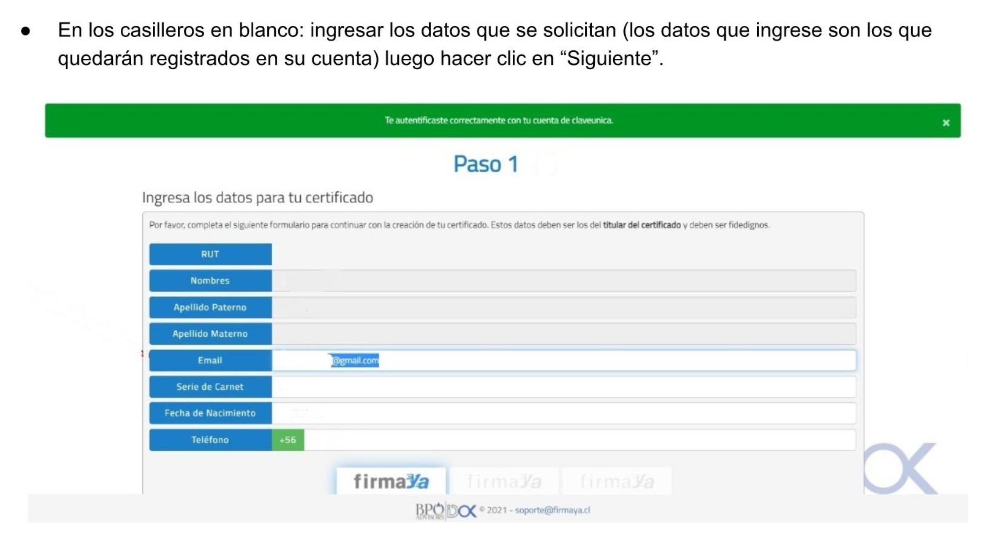 ● En los casilleros en blanco: ingresar los datos que se solicitan (los datos que ingrese son los que
quedarán registrados en su cuenta) luego hacer clic en “Siguiente”.
Te autentificaste correctamente con tu cuenta de claveunica.
×
Paso 1
Ingresa los datos para tu certificado
Por favor, completa el siguiente formulario para continuar con la creación de tu certificado. Estos datos deben ser los del titular del certificado y deben ser fidedignos.
RUT
Nombres
Apellido Paterno
Apellido Materno
Email @gmail.com
Serie de Carnet
Fecha de Nacimiento
Teléfono +56
firmaYa firmaYa firmaYa
BPO ADVISORS IDOK © 2021 - soporte@firmaya.cl